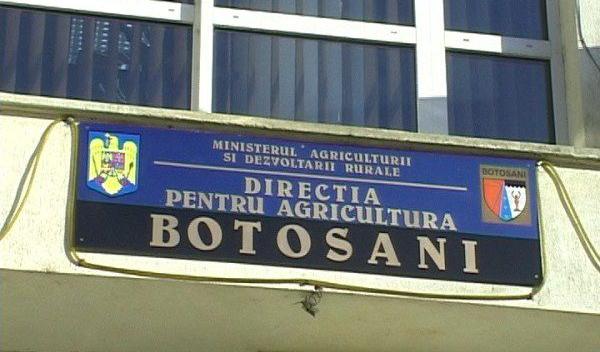 MINISTERUL AGRICULTURII
SI DEZVOLTARII RURALE
DIRECTIA
PENTRU AGRICULTURA
BOTOSANI
BOTOSANI